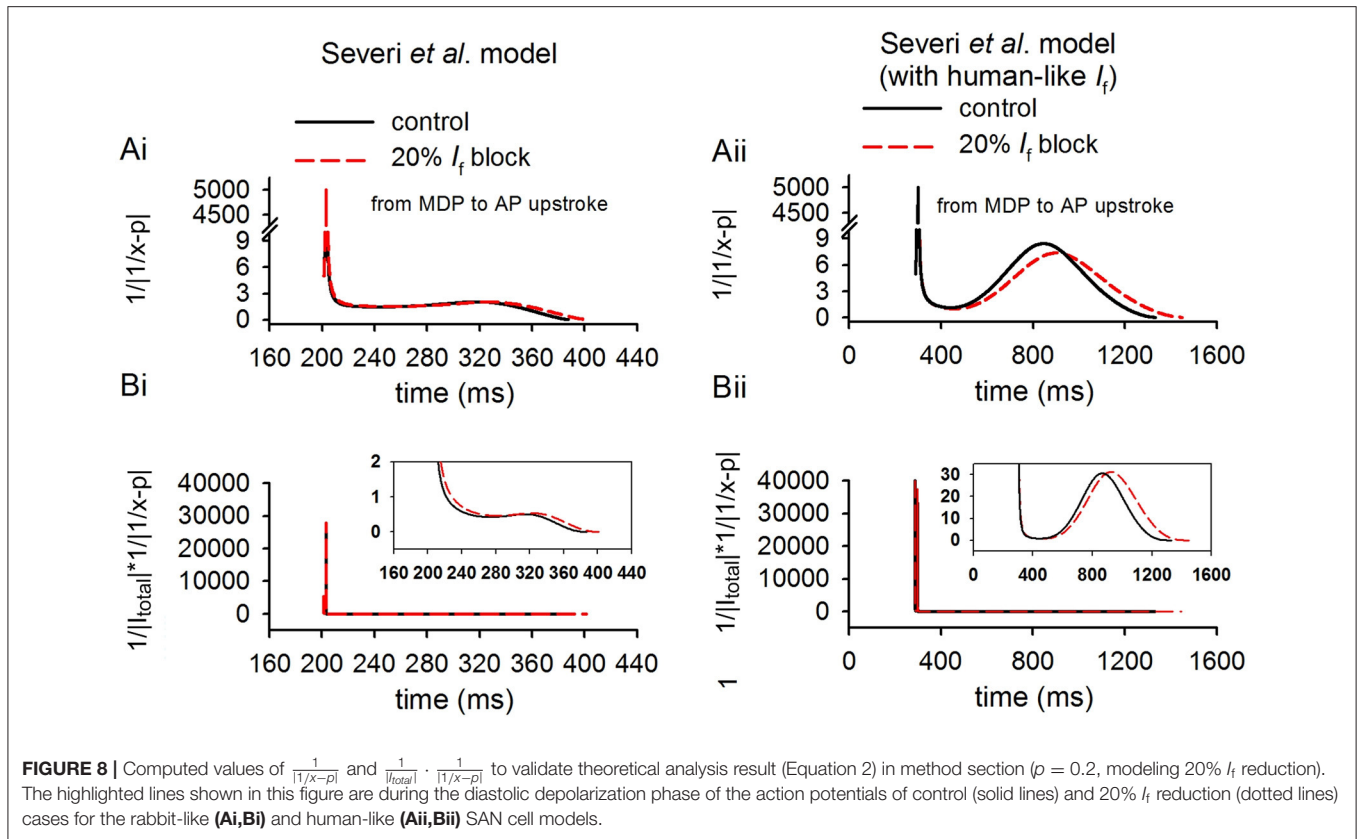 Severi et al. model
control
20% If block
Ai
from MDP to AP upstroke
5000
4500
9
6
3
0
1/|1/x-p|
160 200 240 280 320 360 400 440
time (ms)
Severi et al. model
(with human-like If)
control
20% If block
Aii
from MDP to AP upstroke
5000
4500
9
6
3
0
1/|1/x-p|
0 400 800 1200 1600
time (ms)
Bi
40000
30000
20000
10000
0
1/|Itotal|*1/|1/x-p|
2
1
0
160 200 240 280 320 360 400 440
160 200 240 280 320 360 400 440
time (ms)
Bii
40000
30000
20000
10000
0
1/|Itotal|*1/|1/x-p|
1
30
20
10
0
0 400 800 1200 1600
0 400 800 1200 1600
time (ms)
FIGURE 8 | Computed values of 1/|1/x−p| and 1/|Itotal| · 1/|1/x−p| to validate theoretical analysis result (Equation 2) in method section (p = 0.2, modeling 20% If reduction).
The highlighted lines shown in this figure are during the diastolic depolarization phase of the action potentials of control (solid lines) and 20% If reduction (dotted lines)
cases for the rabbit-like (Ai,Bi) and human-like (Aii,Bii) SAN cell models.